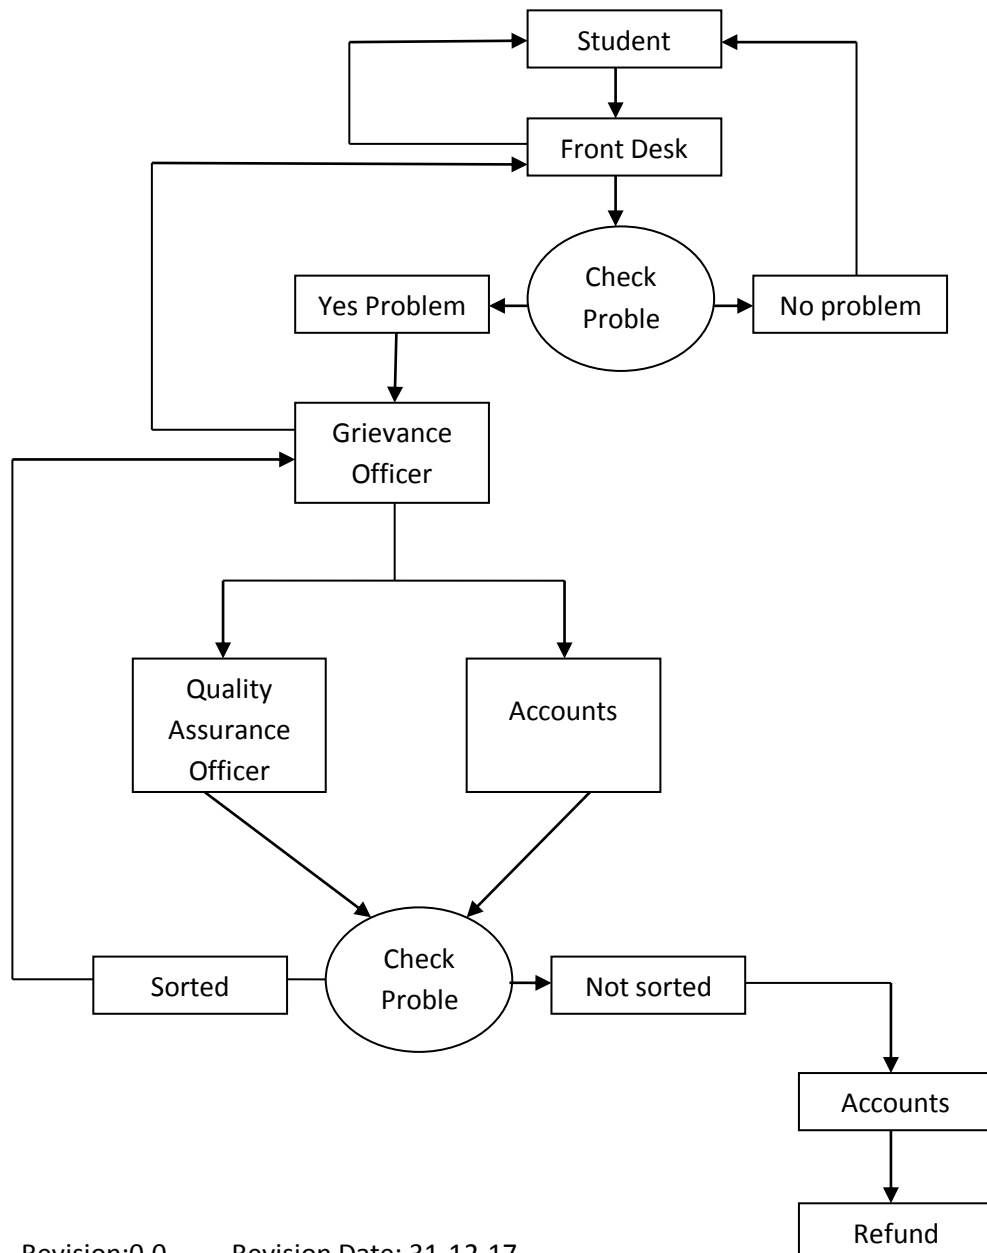 Student
Front Desk
Check
Proble
Yes Problem
No problem
Grievance
Officer
Quality
Assurance
Officer
Accounts
Check
Proble
Sorted
Not sorted
Accounts
Refund
Revision:0.0 Revision Date: 31-12-17